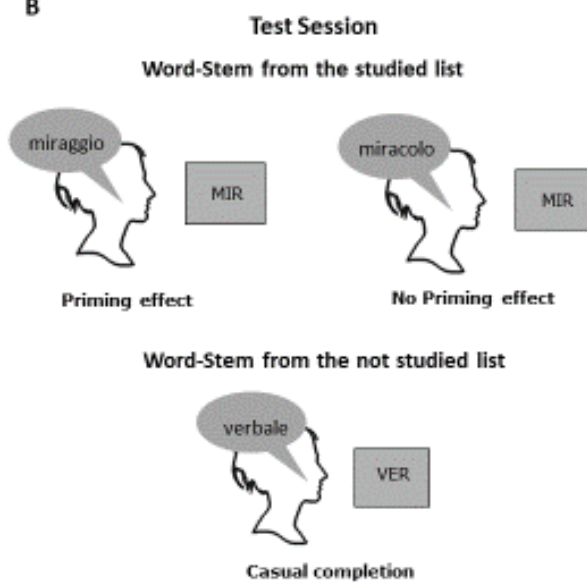 B
Test Session
Word-Stem from the studied list
miraggio
MIR
miracolo
MIR
Priming effect
No Priming effect
Word-Stem from the not studied list
verbale
VER
Casual completion